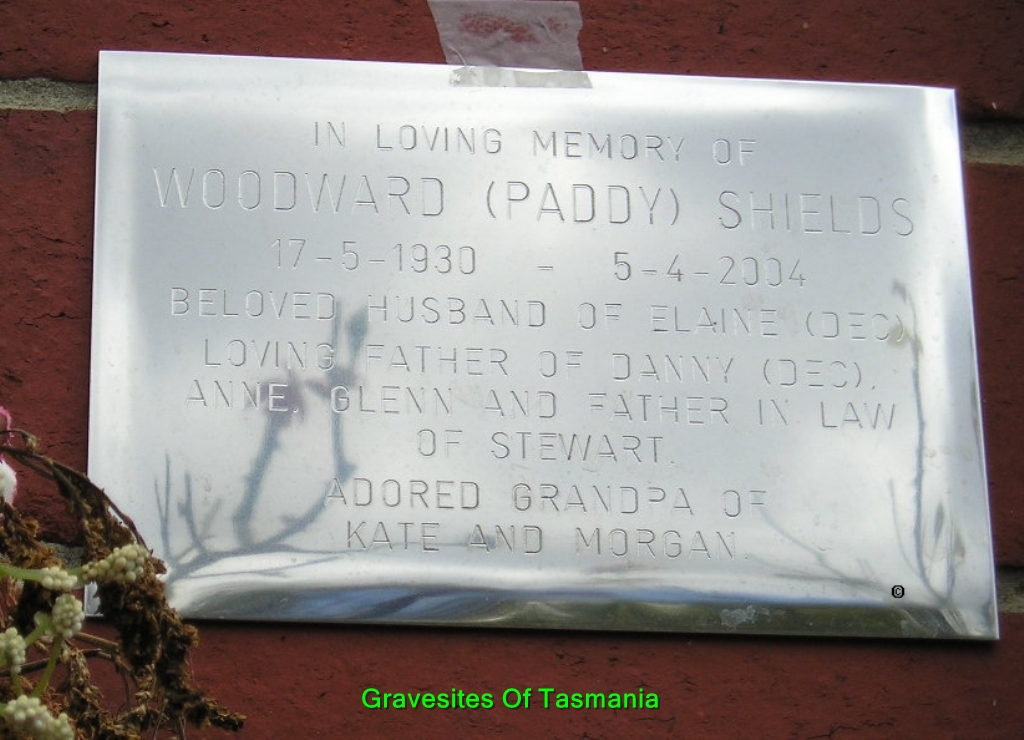 IN LOVING MEMORY OF
WOODWARD (PADDY) SHIELDS
17-5-1930 - 5-4-2004
BELOVED HUSBAND OF ELAINE (DEC)
LOVING FATHER OF DANNY (DEC),
ANNE, GLENN AND FATHER IN LAW
OF STEWART.
ADORED GRANDPA OF
KATE AND MORGAN.
©
Gravesites Of Tasmania